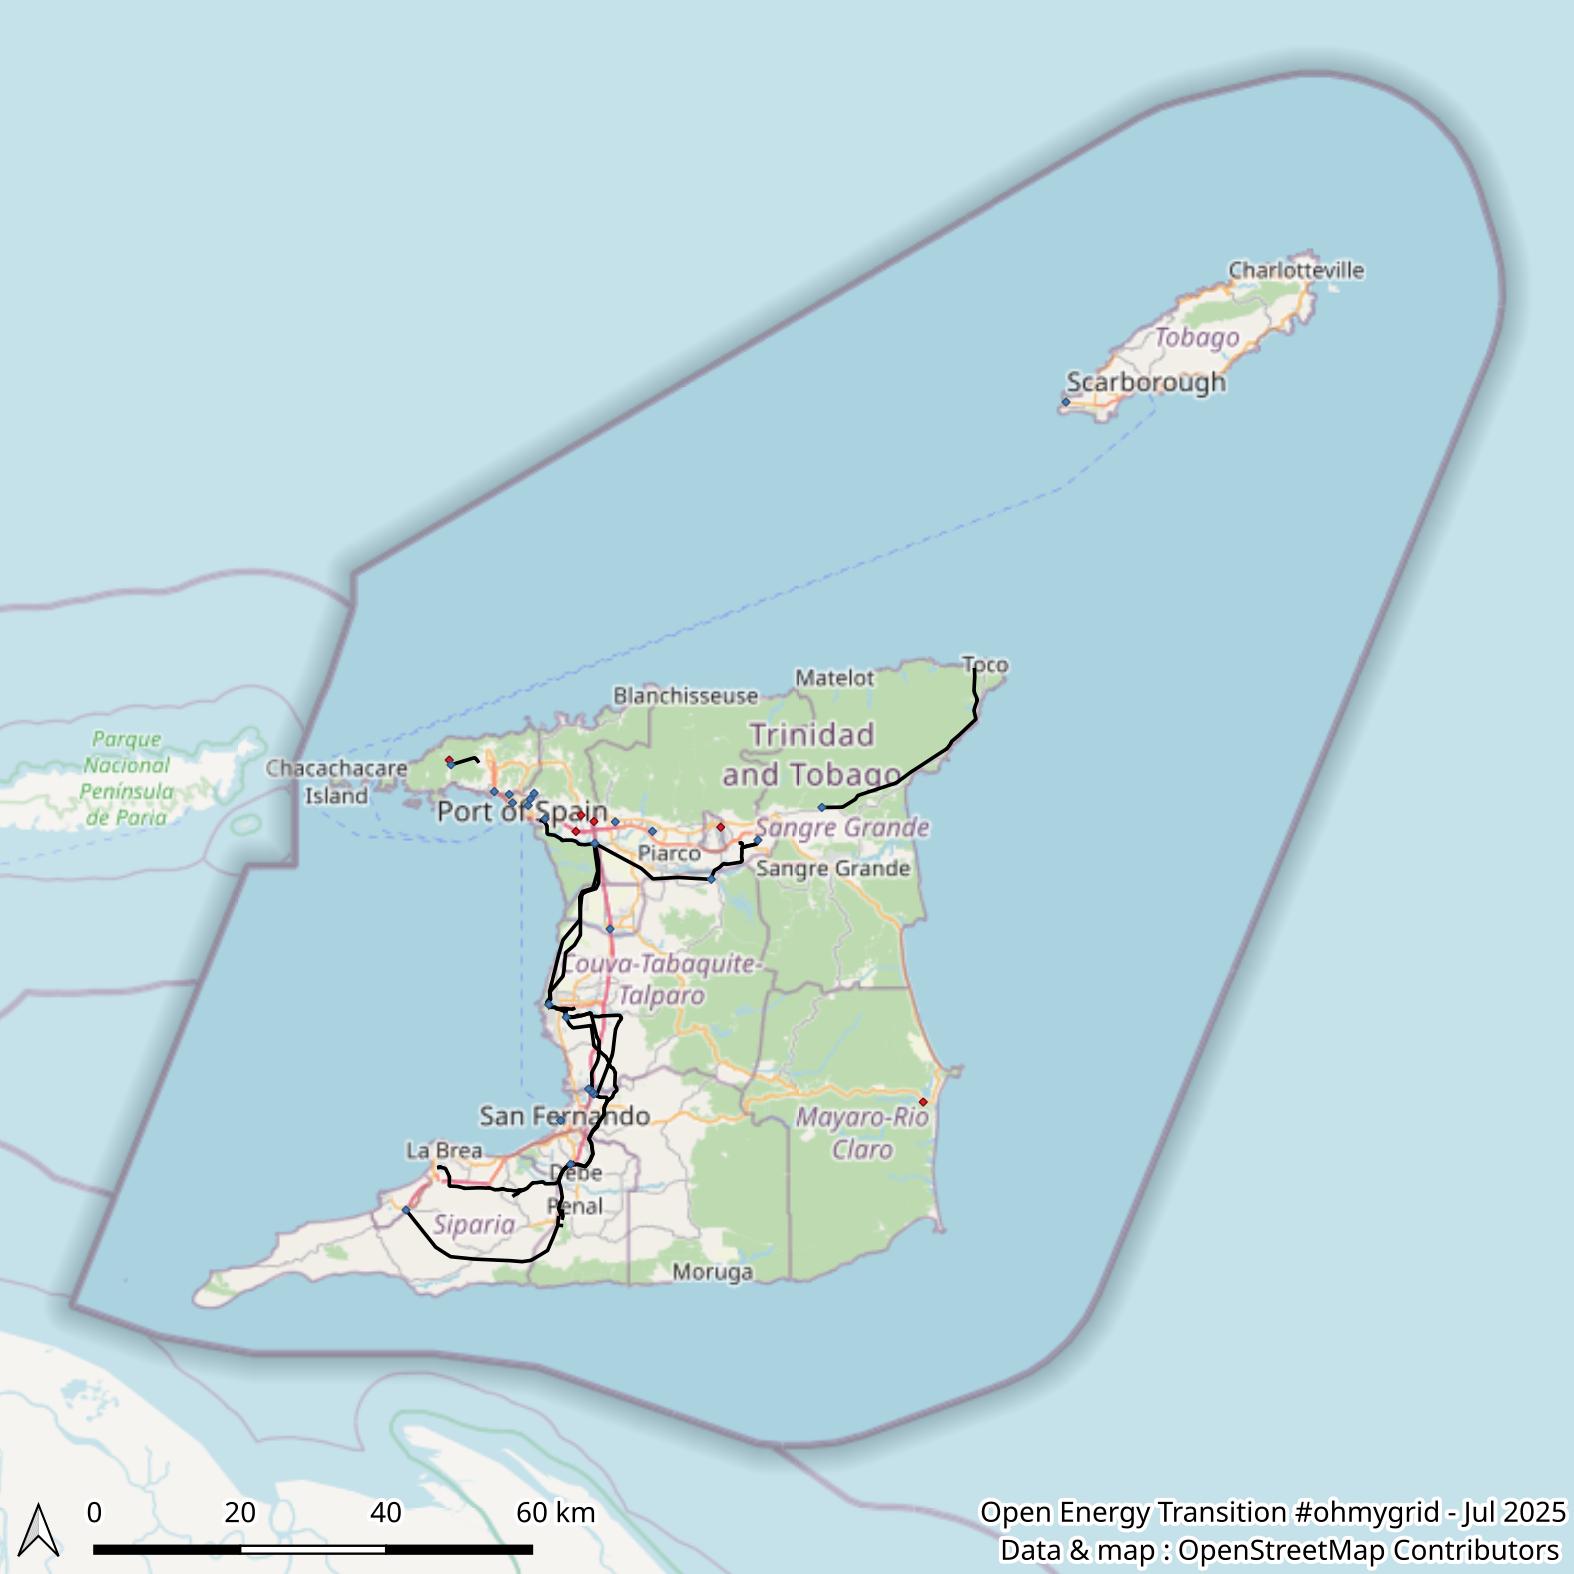 Charlotteville
Tobago
Scarborough
Toco
Matelot
Blanchisseuse
Trinidad
and Tobago
Parque
Nacional
Península
de Paria
Chacachacare
Island
Port of Spain
Sangre Grande
Piarco
Sangre Grande
Couva-Tabaquite-
Talparo
San Fernando
Mayaro-Rio
Claro
La Brea
Debe
Penal
Siparia
Moruga
0 20 40 60 km
Open Energy Transition #ohmygrid - Jul 2025
Data & map : OpenStreetMap Contributors